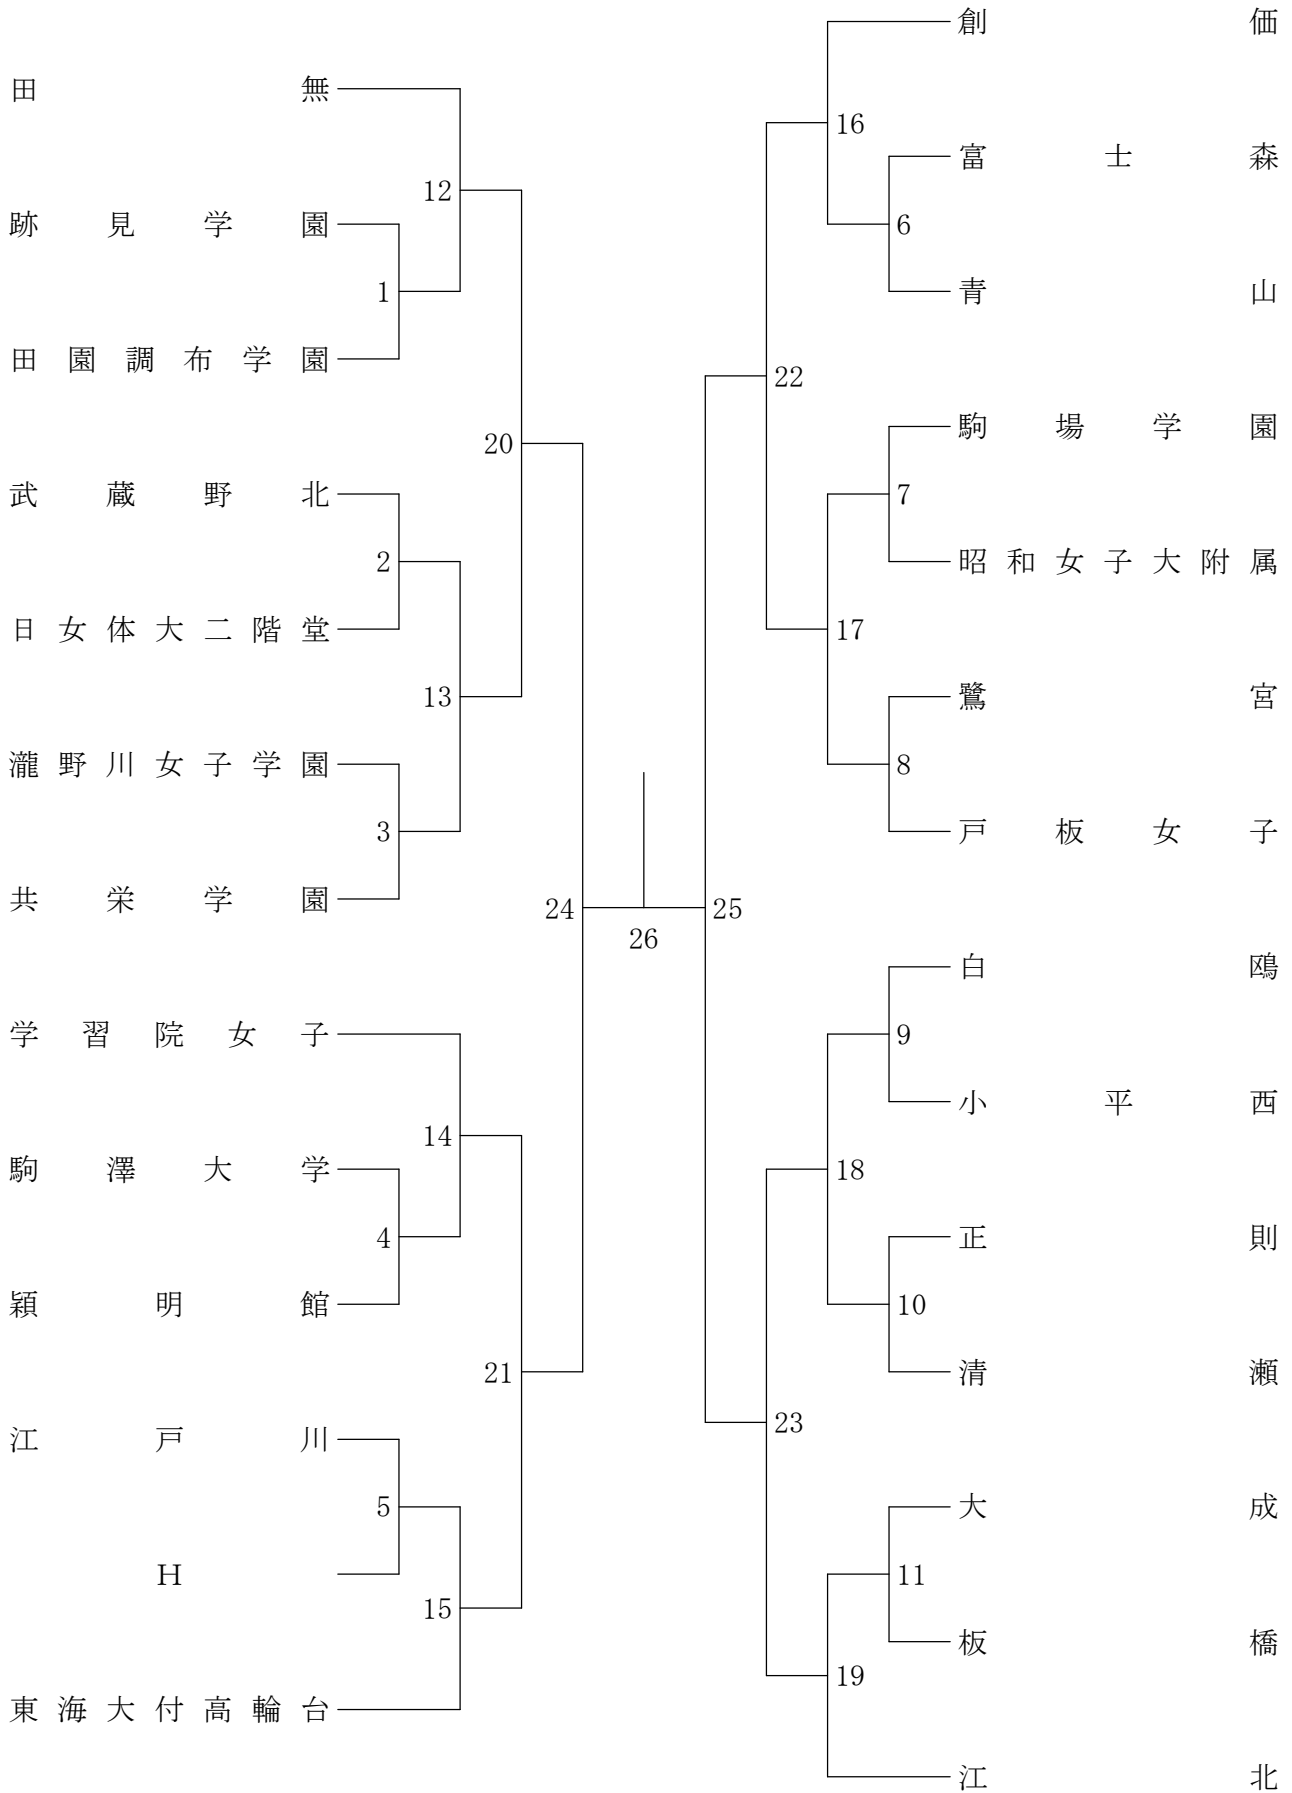 田無
跡見学園
田園調布学園
武蔵野北
日女体大二階堂
瀧野川女子学園
共栄学園
学習院女子
駒澤大学
穎明館
江戸川
H
東海大付高輪台
12
1
20
2
13
3
24
14
4
21
5
15
26
創価
富士森
青山
駒場学園
昭和女子大附属
鷺宮
戸板女子
白鴎
小平西
正則
清瀬
大成
板橋
江北
16
6
22
7
17
8
25
9
18
10
23
11
19